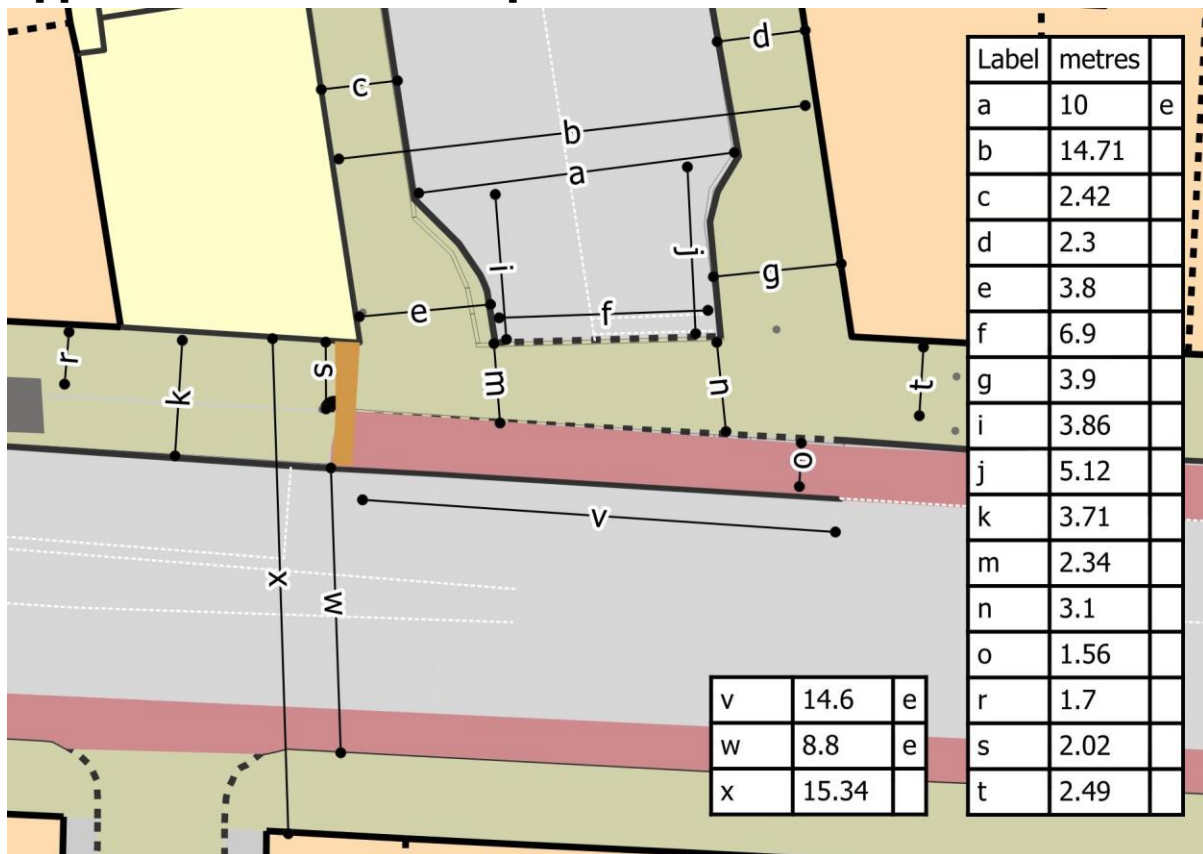 d
c
b
a
i
j
g
e
f
r
s
m
n
k
t
o
v
x
w
Label metres
a 10 e
b 14.71
c 2.42
d 2.3
e 3.8
f 6.9
g 3.9
i 3.86
j 5.12
k 3.71
m 2.34
n 3.1
o 1.56
r 1.7
s 2.02
t 2.49
v 14.6 e
w 8.8 e
x 15.34